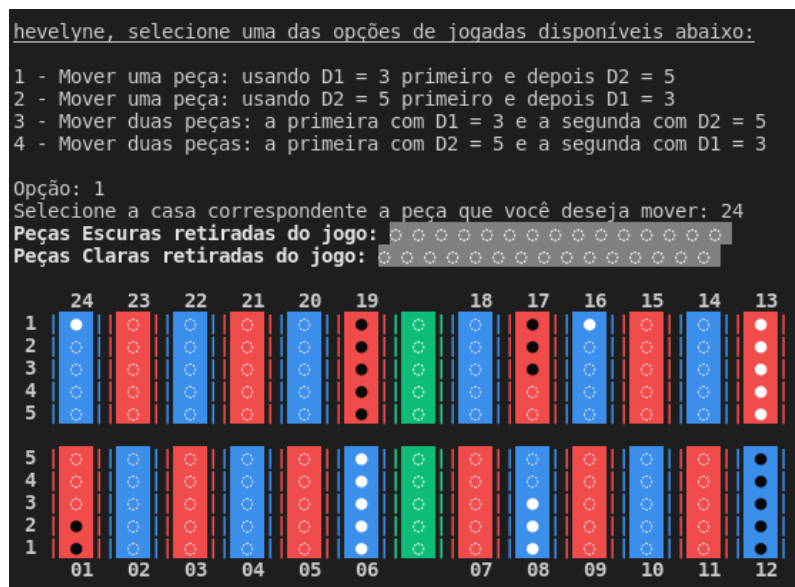 hevelyne, selecione uma das opções de jogadas disponíveis abaixo:
1 - Mover uma peça: usando D1 = 3 primeiro e depois D2 = 5
2 - Mover uma peça: usando D2 = 5 primeiro e depois D1 = 3
3 - Mover duas peças: a primeira com D1 = 3 e a segunda com D2 = 5
4 - Mover duas peças: a primeira com D2 = 5 e a segunda com D1 = 3
Opção: 1
Selecione a casa correspondente a peça que você deseja mover: 24
Peças Escuras retiradas do jogo:
Peças Claras retiradas do jogo:
24 23 22 21 20 19 18 17 16 15 14 13
1
2
3
4
5
5
4
3
2
1
01 02 03 04 05 06 07 08 09 10 11 12